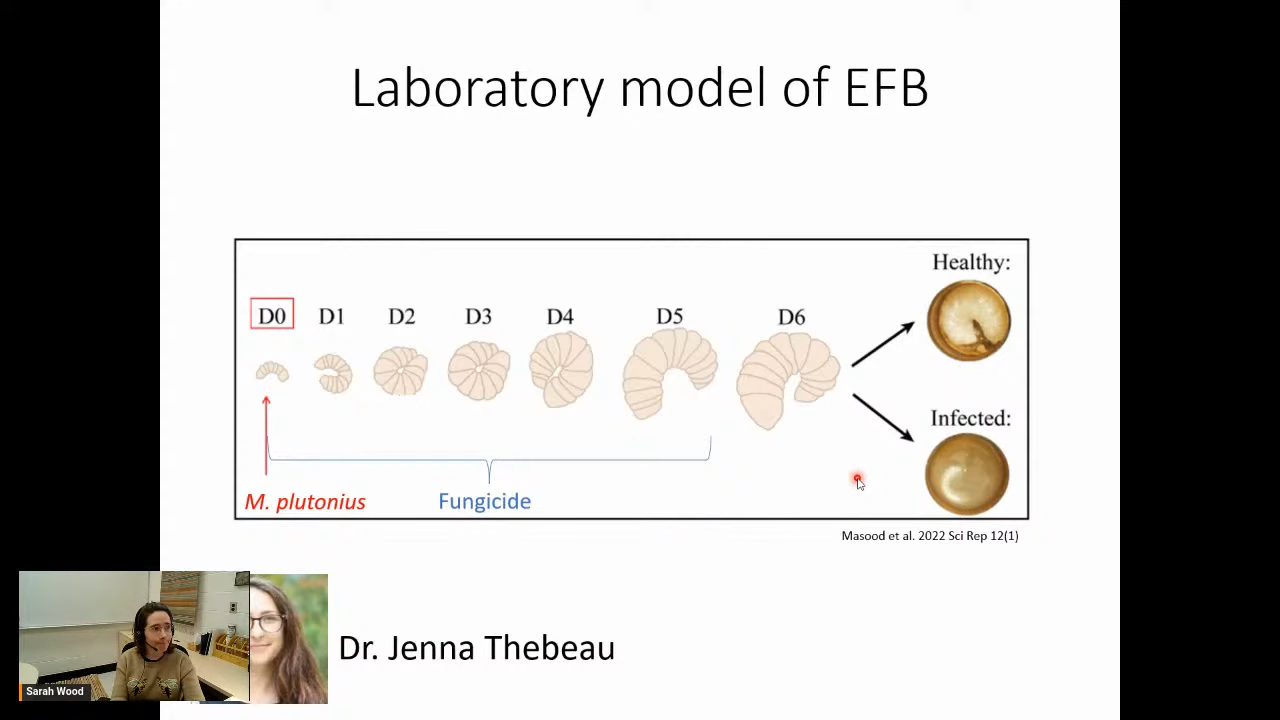 Laboratory model of EFB
Healthy:
D0 D1 D2 D3 D4 D5 D6
Infected:
M. plutonius
Fungicide
Masood et al. 2022 Sci Rep 12(1)
Dr. Jenna Thebeau
Sarah Wood